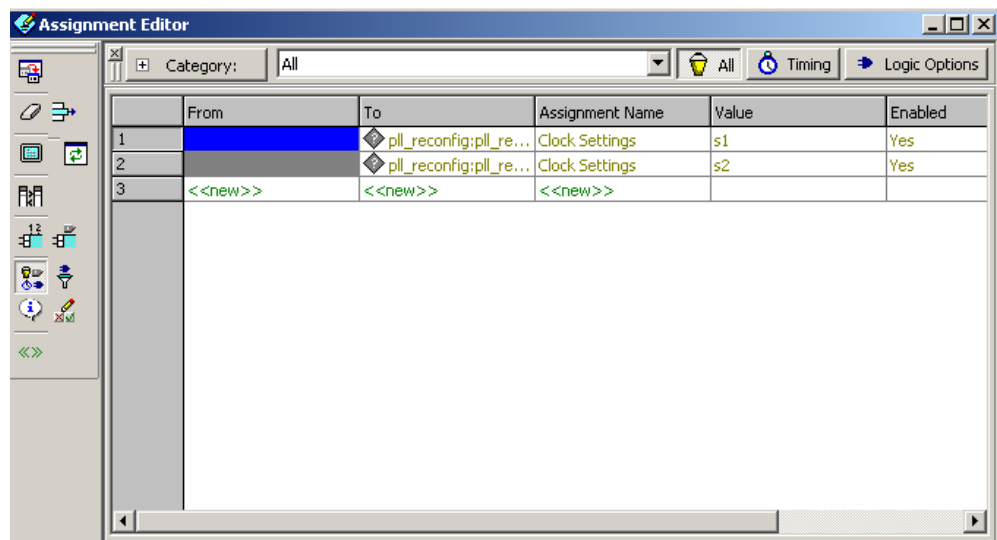 Assignment Editor
Category: All All Timing Logic Options
From To Assignment Name Value Enabled
1 pll_reconfig:pll_re... Clock Settings s1 Yes
2 pll_reconfig:pll_re... Clock Settings s2 Yes
3 <<new>> <<new>> <<new>>